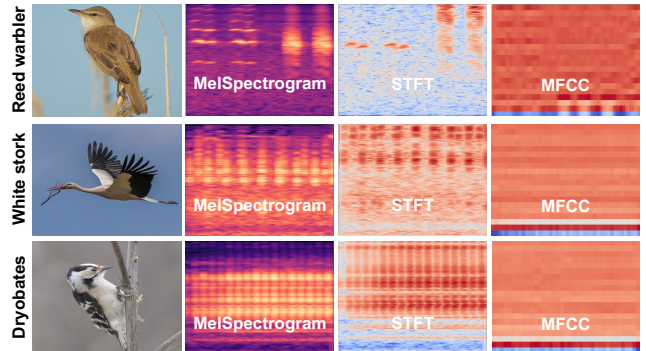 Reed warbler
MelSpectrogram
STFT
MFCC
White stork
MelSpectrogram
STFT
MFCC
Dryobates
MelSpectrogram
STFT
MFCC